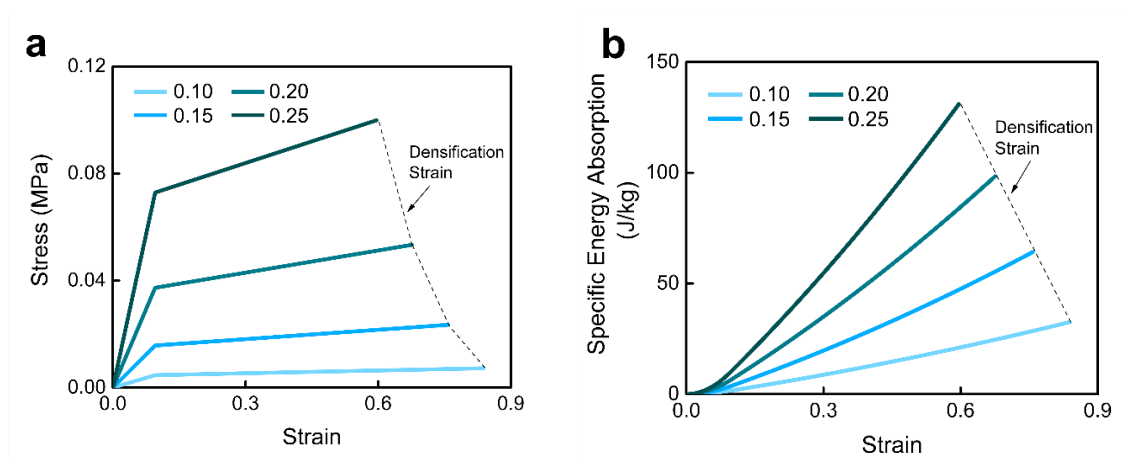 a
0.12
0.08
0.04
0.00
0.0
0.3
0.6
0.9
Stress (MPa)
Strain
0.10
0.20
0.15
0.25
Densification
Strain
b
150
100
50
0
0.0
0.3
0.6
0.9
Specific Energy Absorption
(J/kg)
Strain
0.10
0.20
0.15
0.25
Densification
Strain